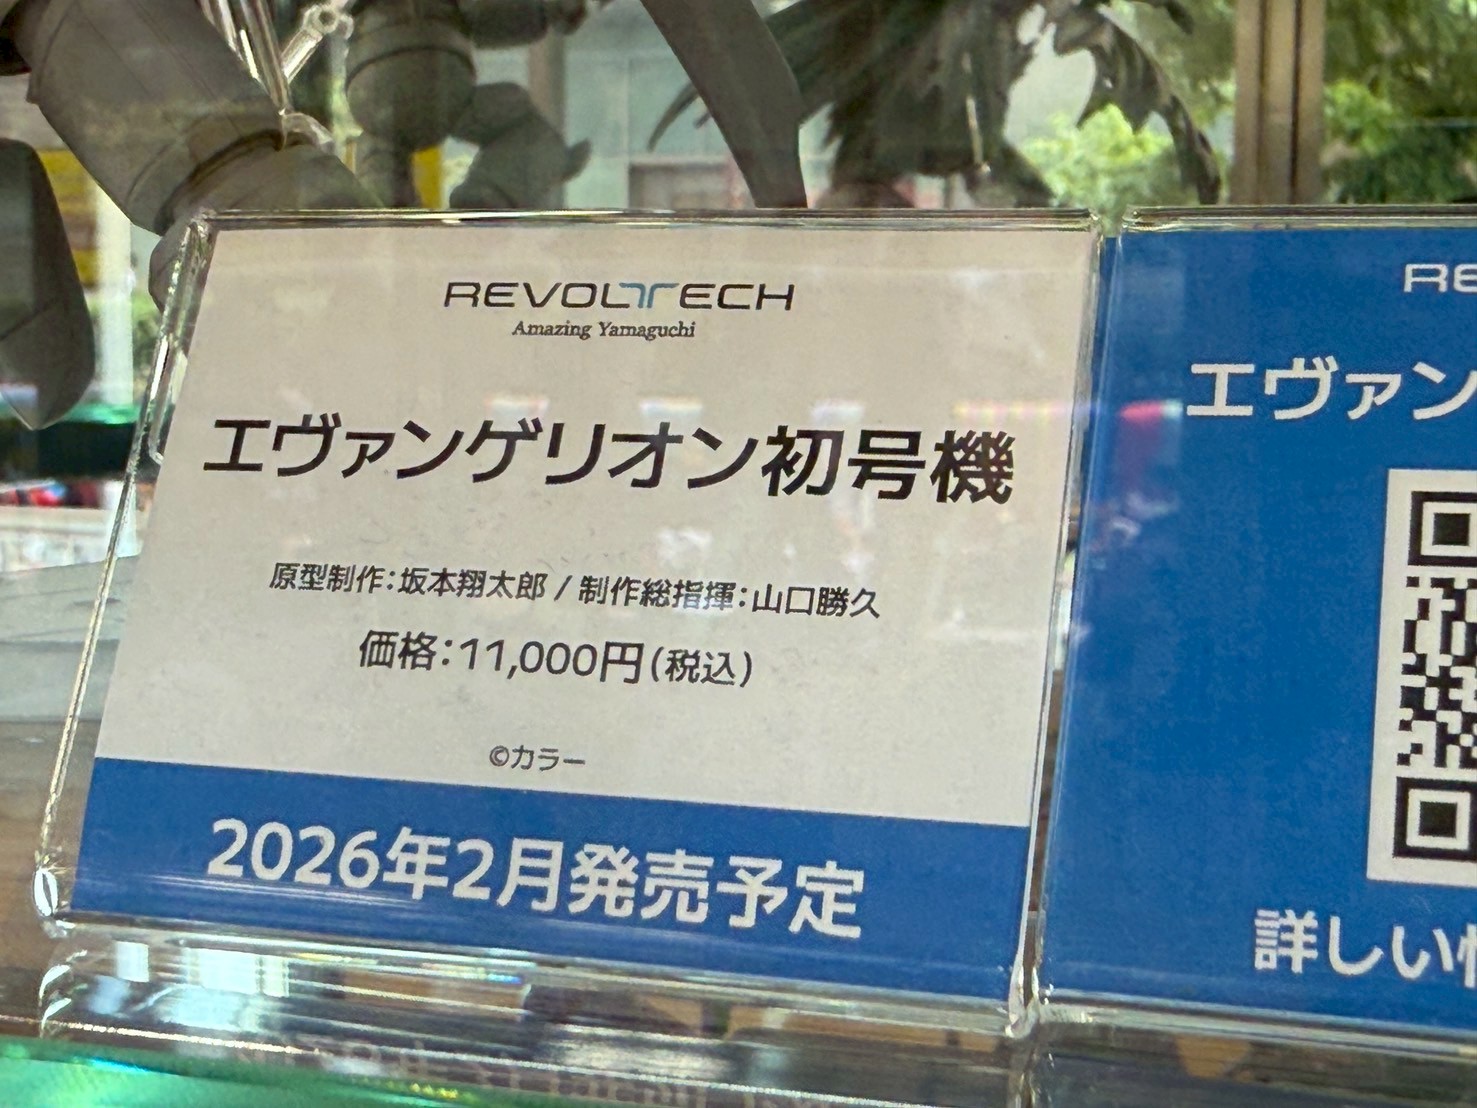 REVOLTECH
Amazing Yamaguchi
エヴァンゲリオン初号機
原型制作：坂本翔太郎 / 制作総指揮：山口勝久
価格：11,000円（税込）
©カラー
2026年2月発売予定
RE
エヴァン
詳しい